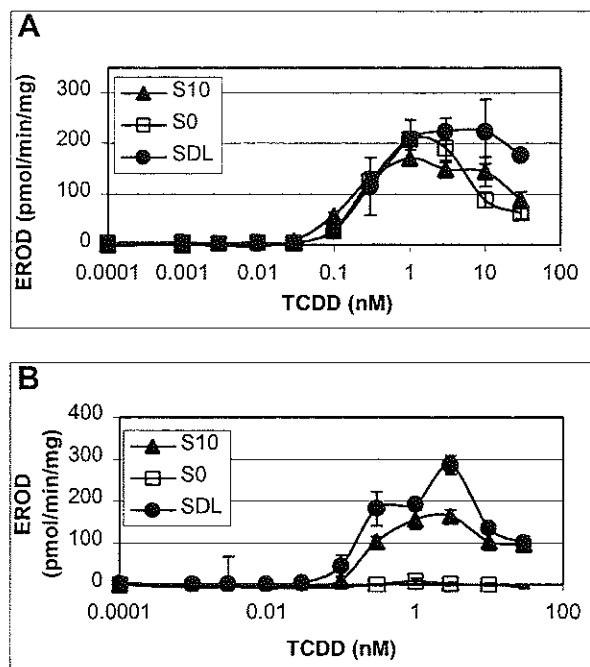 A
EROD (pmol/min/mg)
300
200
100
0
S10
S0
SDL
0.0001
0.001
0.01
0.1
1
10
100
TCDD (nM)
B
EROD
(pmol/min/mg)
400
300
200
100
0
S10
S0
SDL
0.0001
0.01
1
100
TCDD (nM)